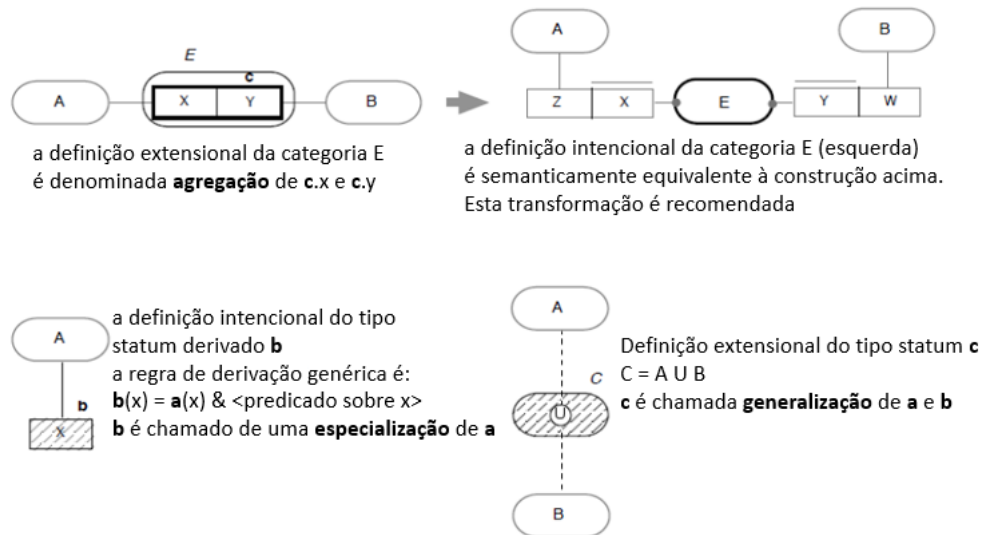 E
c
A
X
Y
B
a definição extensional da categoria E
é denominada agregação de c.x e c.y
A
B
Z
X
E
Y
W
a definição intencional da categoria E (esquerda)
é semanticamente equivalente à construção acima.
Esta transformação é recomendada
A
b
X
a definição intencional do tipo
statum derivado b
a regra de derivação genérica é:
b(x) = a(x) & <predicado sobre x>
b é chamado de uma especialização de a
A
C
U
B
Definição extensional do tipo statum c
C = A U B
c é chamada generalização de a e b